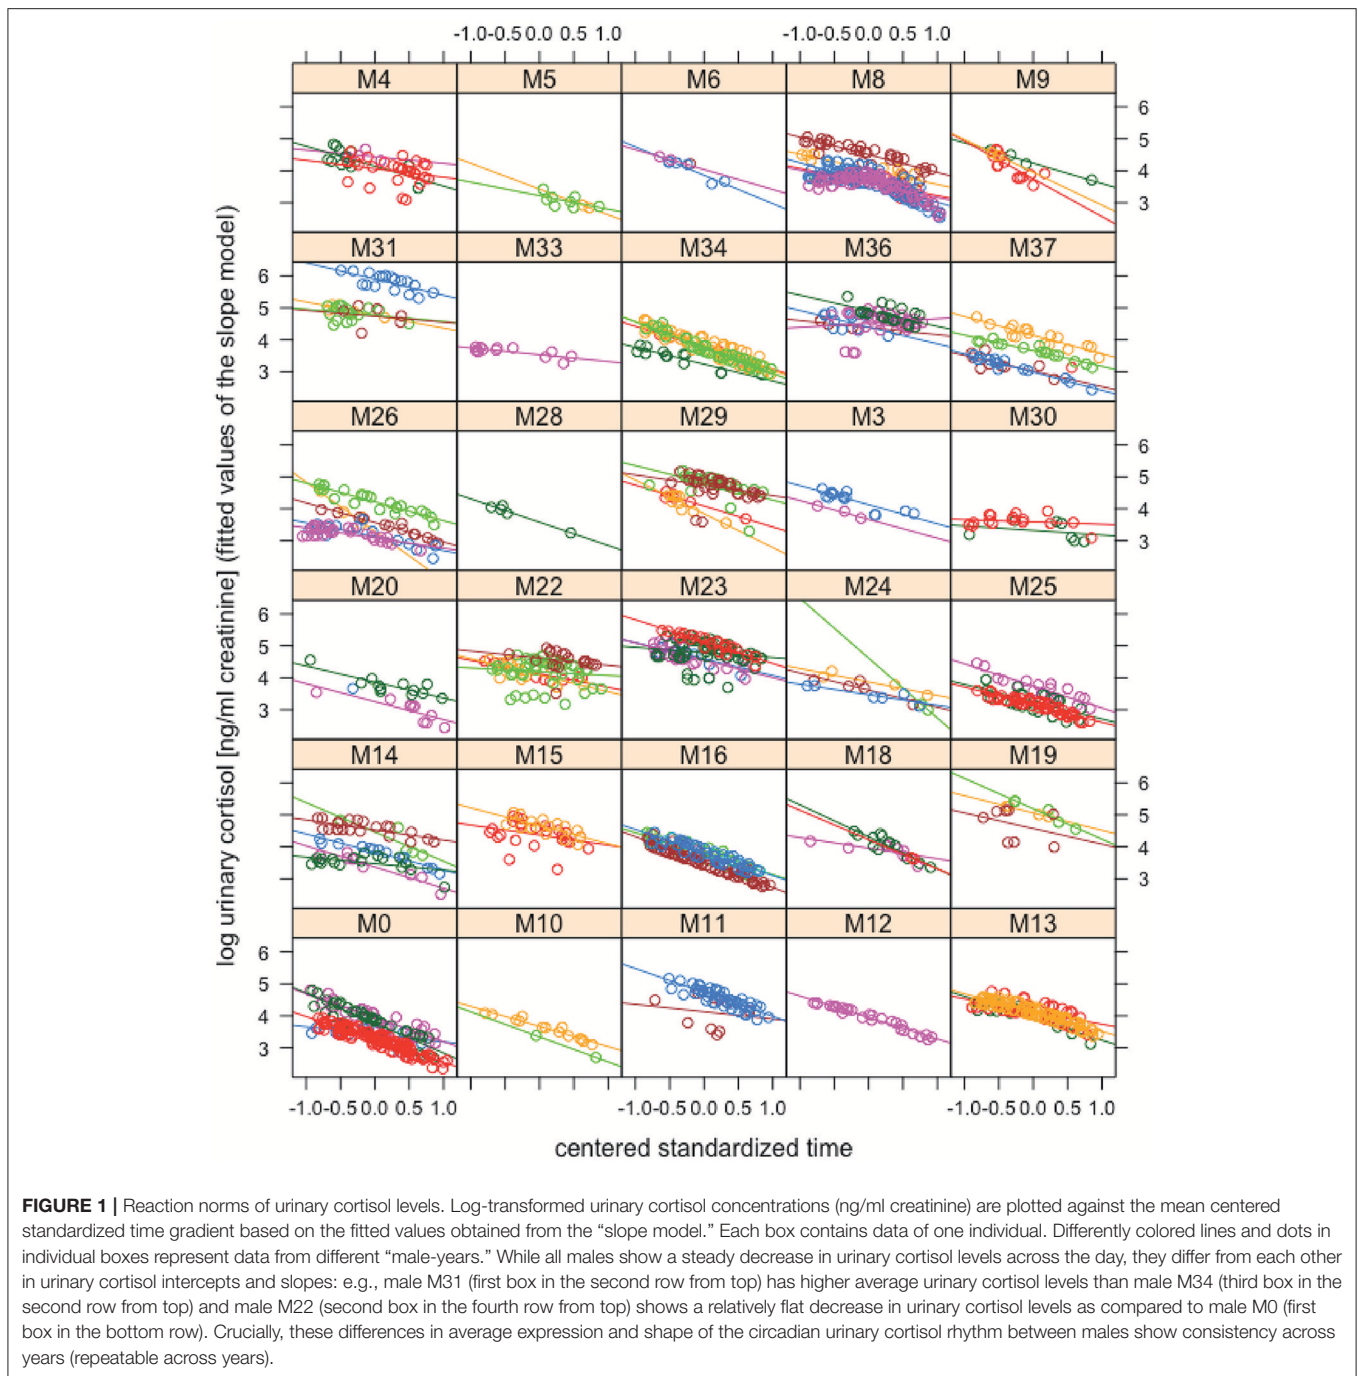 -1.0-0.5 0.0 0.5 1.0 -1.0-0.5 0.0 0.5 1.0
M4 M5 M6 M8 M9
6
5
4
3
M31 M33 M34 M36 M37
6
5
4
3
M26 M28 M29 M3 M30
6
5
4
3
M20 M22 M23 M24 M25
6
5
4
3
M14 M15 M16 M18 M19
6
5
4
3
M0 M10 M11 M12 M13
6
5
4
3
log urinary cortisol [ng/ml creatinine] (fitted values of the slope model)
-1.0-0.5 0.0 0.5 1.0 -1.0-0.5 0.0 0.5 1.0 -1.0-0.5 0.0 0.5 1.0
centered standardized time
FIGURE 1 | Reaction norms of urinary cortisol levels. Log-transformed urinary cortisol concentrations (ng/ml creatinine) are plotted against the mean centered
standardized time gradient based on the fitted values obtained from the “slope model.” Each box contains data of one individual. Differently colored lines and dots in
individual boxes represent data from different “male-years.” While all males show a steady decrease in urinary cortisol levels across the day, they differ from each other
in urinary cortisol intercepts and slopes: e.g., male M31 (first box in the second row from top) has higher average urinary cortisol levels than male M34 (third box in the
second row from top) and male M22 (second box in the fourth row from top) shows a relatively flat decrease in urinary cortisol levels as compared to male M0 (first
box in the bottom row). Crucially, these differences in average expression and shape of the circadian urinary cortisol rhythm between males show consistency across
years (repeatable across years).